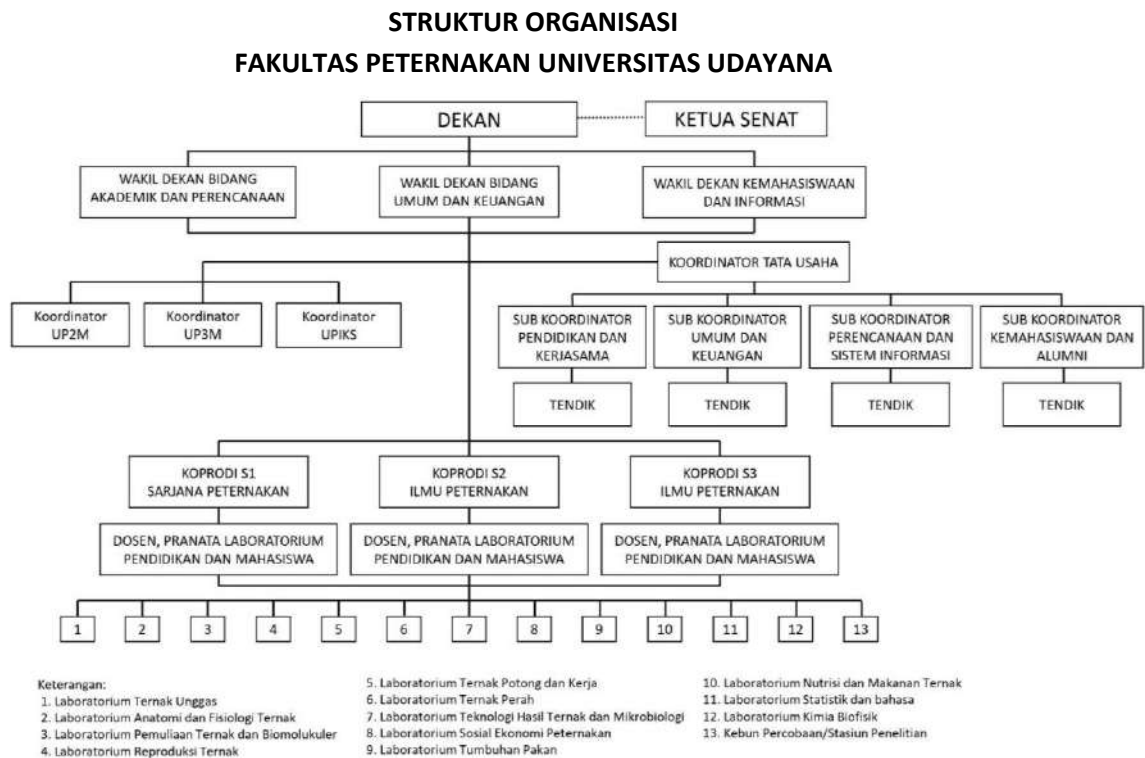 STRUKTUR ORGANISASI
FAKULTAS PETERNAKAN UNIVERSITAS UDAYANA
DEKAN
KETUA SENAT
WAKIL DEKAN BIDANG
AKADEMIK DAN PERENCANAAN
WAKIL DEKAN BIDANG
UMUM DAN KEUANGAN
WAKIL DEKAN KEMAHASISWAAN
DAN INFORMASI
KOORDINATOR TATA USAHA
Koordinator
UP2M
Koordinator
UP3M
Koordinator
UPIKS
SUB KOORDINATOR
PENDIDIKAN DAN
KERJASAMA
SUB KOORDINATOR
UMUM DAN
KEUANGAN
SUB KOORDINATOR
PERENCANAAN DAN
SISTEM INFORMASI
SUB KOORDINATOR
KEMAHASISWAAN DAN
ALUMNI
TENDIK
TENDIK
TENDIK
TENDIK
KOPRODI S1
SARJANA PETERNAKAN
KOPRODI S2
ILMU PETERNAKAN
KOPRODI S3
ILMU PETERNAKAN
DOSEN, PRANATA LABORATORIUM
PENDIDIKAN DAN MAHASISWA
DOSEN, PRANATA LABORATORIUM
PENDIDIKAN DAN MAHASISWA
DOSEN, PRANATA LABORATORIUM
PENDIDIKAN DAN MAHASISWA
1 2 3 4 5 6 7 8 9 10 11 12 13
Keterangan:
1. Laboratorium Ternak Unggas
2. Laboratorium Anatomi dan Fisiologi Ternak
3. Laboratorium Pemuliaan Ternak dan Biomolukuler
4. Laboratorium Reproduksi Ternak
5. Laboratorium Ternak Potong dan Kerja
6. Laboratorium Ternak Perah
7. Laboratorium Teknologi Hasil Ternak dan Mikrobiologi
8. Laboratorium Sosial Ekonomi Peternakan
9. Laboratorium Tumbuhan Pakan
10. Laboratorium Nutrisi dan Makanan Ternak
11. Laboratorium Statistik dan bahasa
12. Laboratorium Kimia Biofisik
13. Kebun Percobaan/Stasiun Penelitian